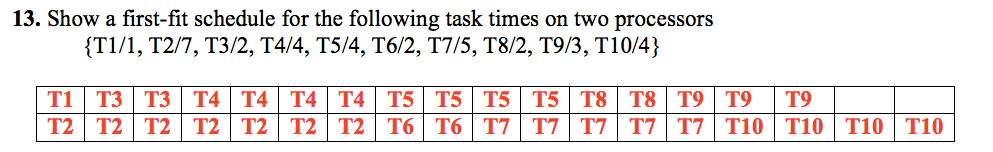 13. Show a first-fit schedule for the following task times on two processors
{T1/1, T2/7, T3/2, T4/4, T5/4, T6/2, T7/5, T8/2, T9/3, T10/4}
T1 T3 T3 T4 T4 T4 T4 T5 T5 T5 T5 T8 T8 T9 T9 T9
T2 T2 T2 T2 T2 T2 T2 T6 T6 T7 T7 T7 T7 T7 T10 T10 T10 T10